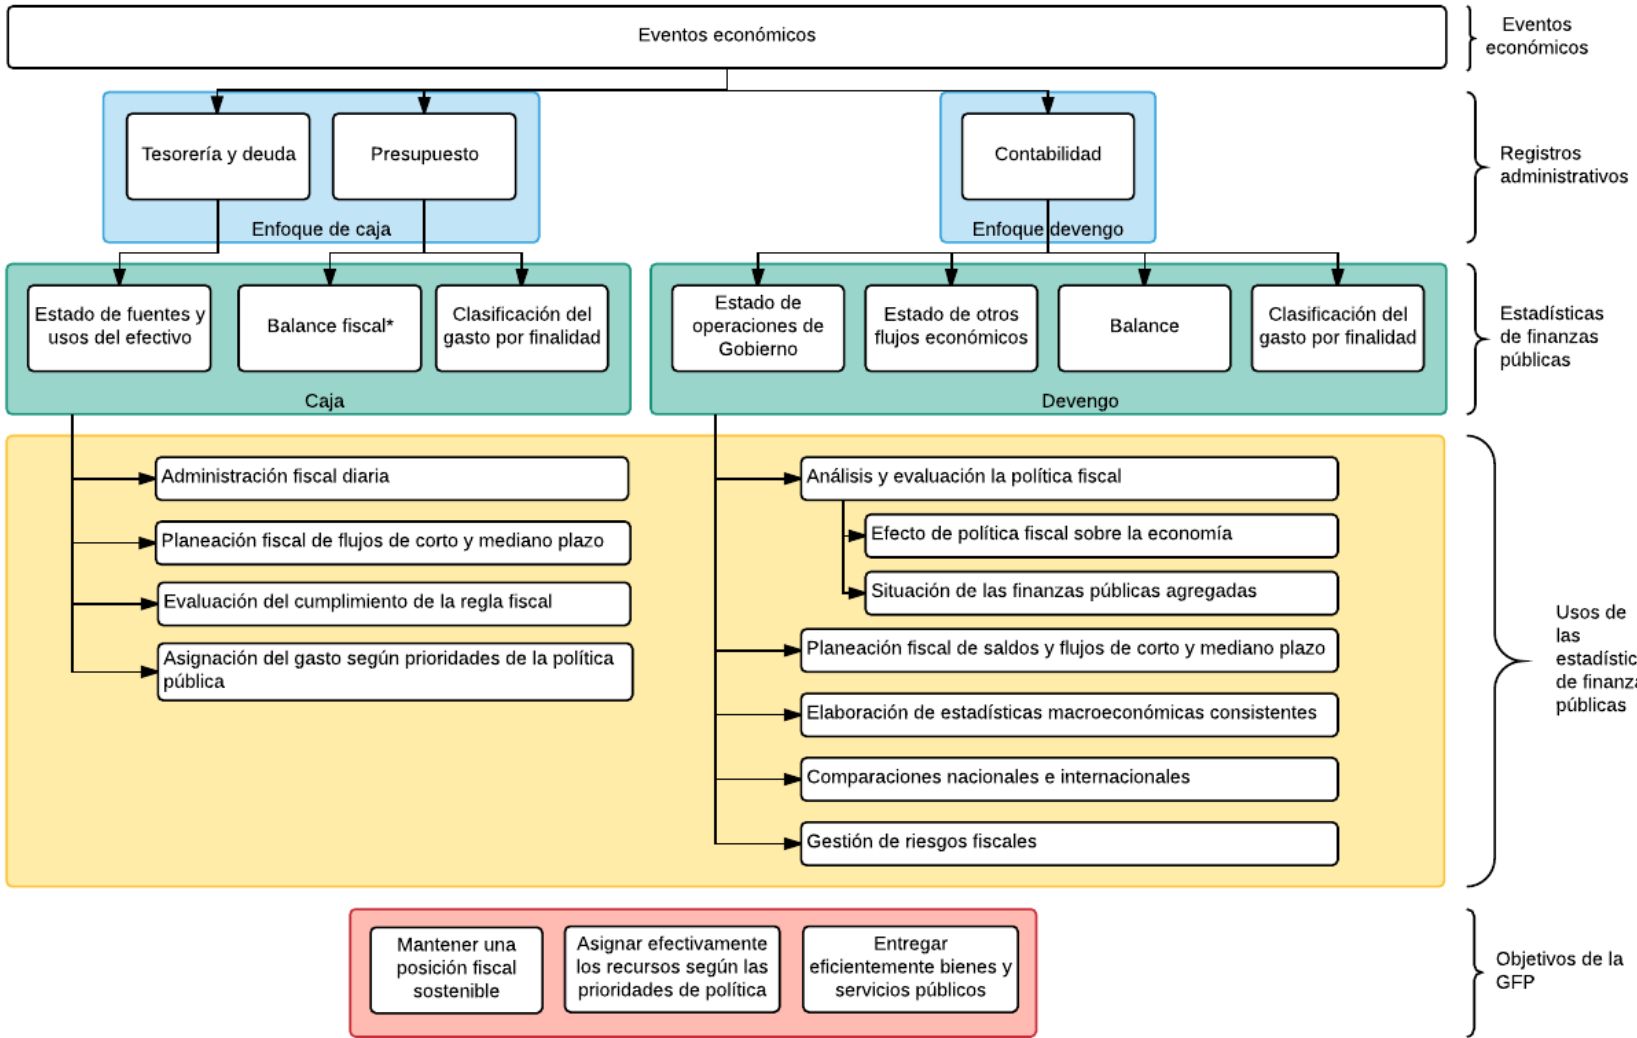 Eventos económicos
Eventos
económicos
Tesorería y deuda
Presupuesto
Contabilidad
Registros
administrativos
Enfoque de caja
Enfoque devengo
Estado de fuentes y
usos del efectivo
Balance fiscal*
Clasificación del
gasto por finalidad
Estado de
operaciones de
Gobierno
Estado de otros
flujos económicos
Balance
Clasificación del
gasto por finalidad
Estadísticas
de finanzas
públicas
Caja
Devengo
Administración fiscal diaria
Planeación fiscal de flujos de corto y mediano plazo
Evaluación del cumplimiento de la regla fiscal
Asignación del gasto según prioridades de la política
pública
Análisis y evaluación la política fiscal
Efecto de política fiscal sobre la economía
Situación de las finanzas públicas agregadas
Planeación fiscal de saldos y flujos de corto y mediano plazo
Elaboración de estadísticas macroeconómicas consistentes
Comparaciones nacionales e internacionales
Gestión de riesgos fiscales
Usos de
las
estadístic
de finanza
públicas
Mantener una
posición fiscal
sostenible
Asignar efectivamente
los recursos según las
prioridades de política
Entregar
eficientemente bienes y
servicios públicos
Objetivos de la
GFP